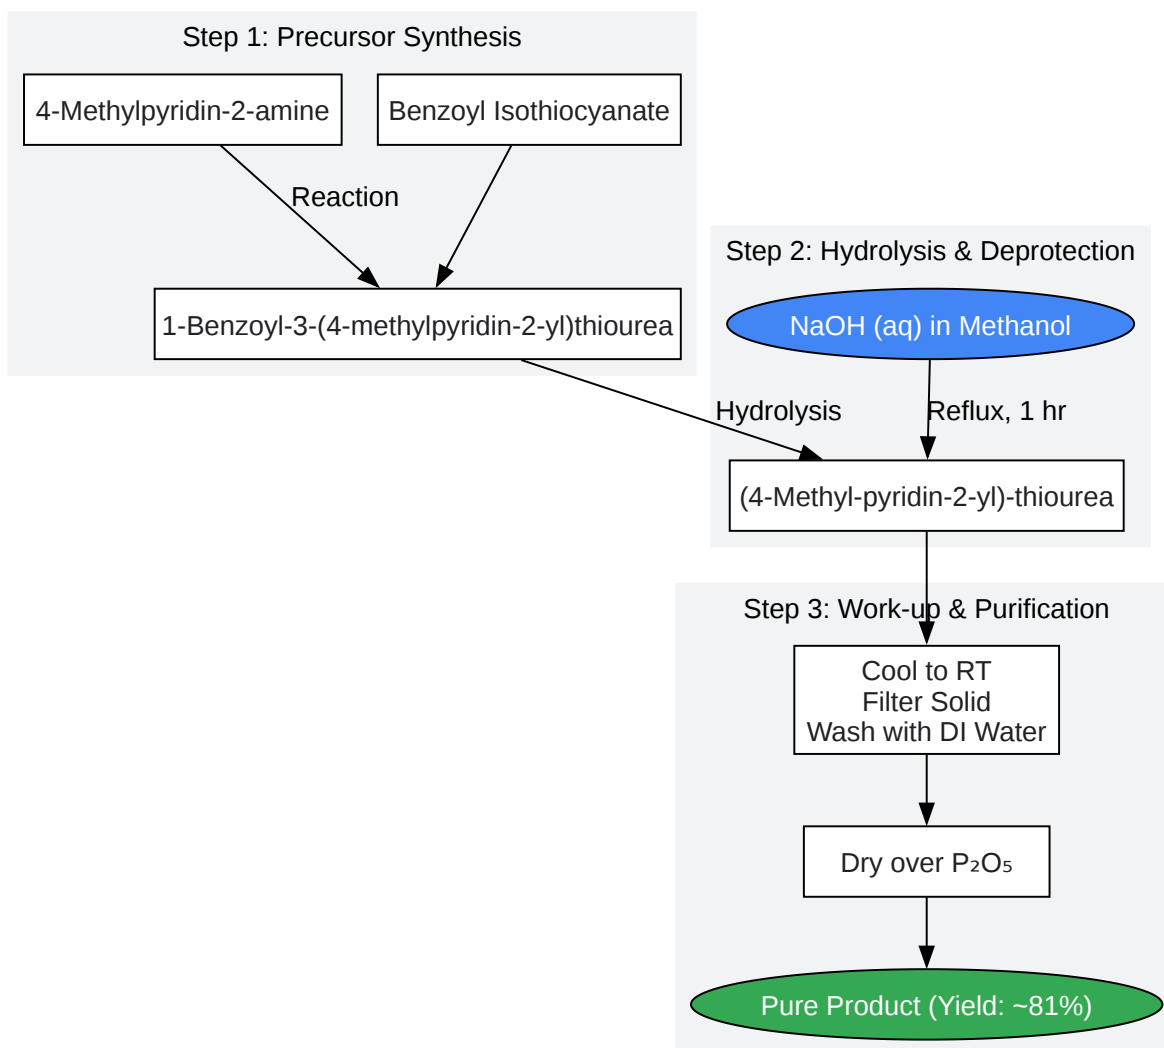 Step 1: Precursor Synthesis
4-Methylpyridin-2-amine
Benzoyl Isothiocyanate
Reaction
1-Benzoyl-3-(4-methylpyridin-2-yl)thiourea
Step 2: Hydrolysis & Deprotection
NaOH (aq) in Methanol
Hydrolysis
Reflux, 1 hr
(4-Methyl-pyridin-2-yl)-thiourea
Step 3: Work-up & Purification
Cool to RT
Filter Solid
Wash with DI Water
Dry over P₂O₅
Pure Product (Yield: ~81%)